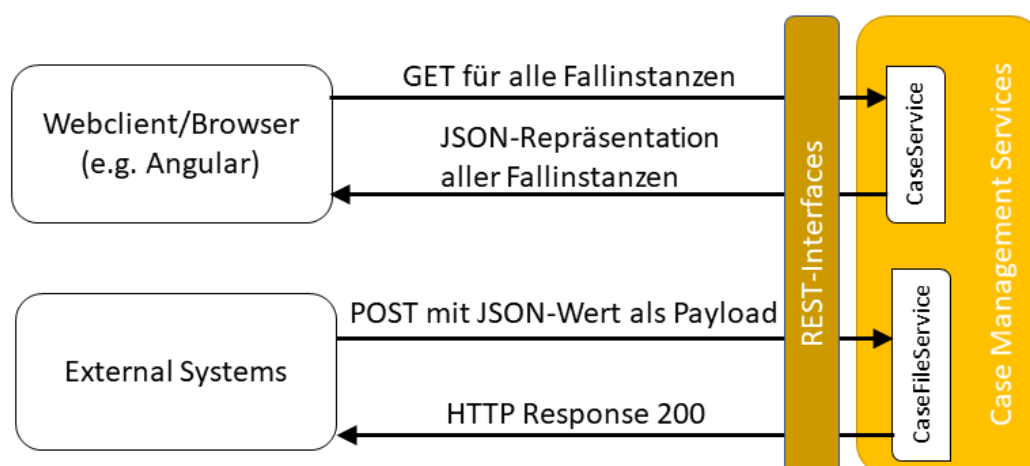 GET für alle Fallinstanzen
Webclient/Browser
(e.g. Angular)
JSON-Repräsentation
aller Fallinstanzen
CaseService
POST mit JSON-Wert als Payload
External Systems
HTTP Response 200
CaseFileService
REST-Interfaces
Case Management Services